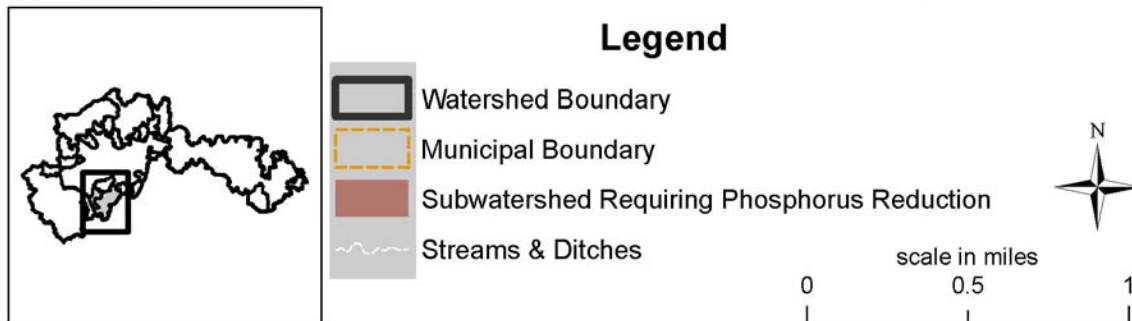 Legend
Watershed Boundary
Municipal Boundary
Subwatershed Requiring Phosphorus Reduction
Streams & Ditches
N
scale in miles
0 0.5 1